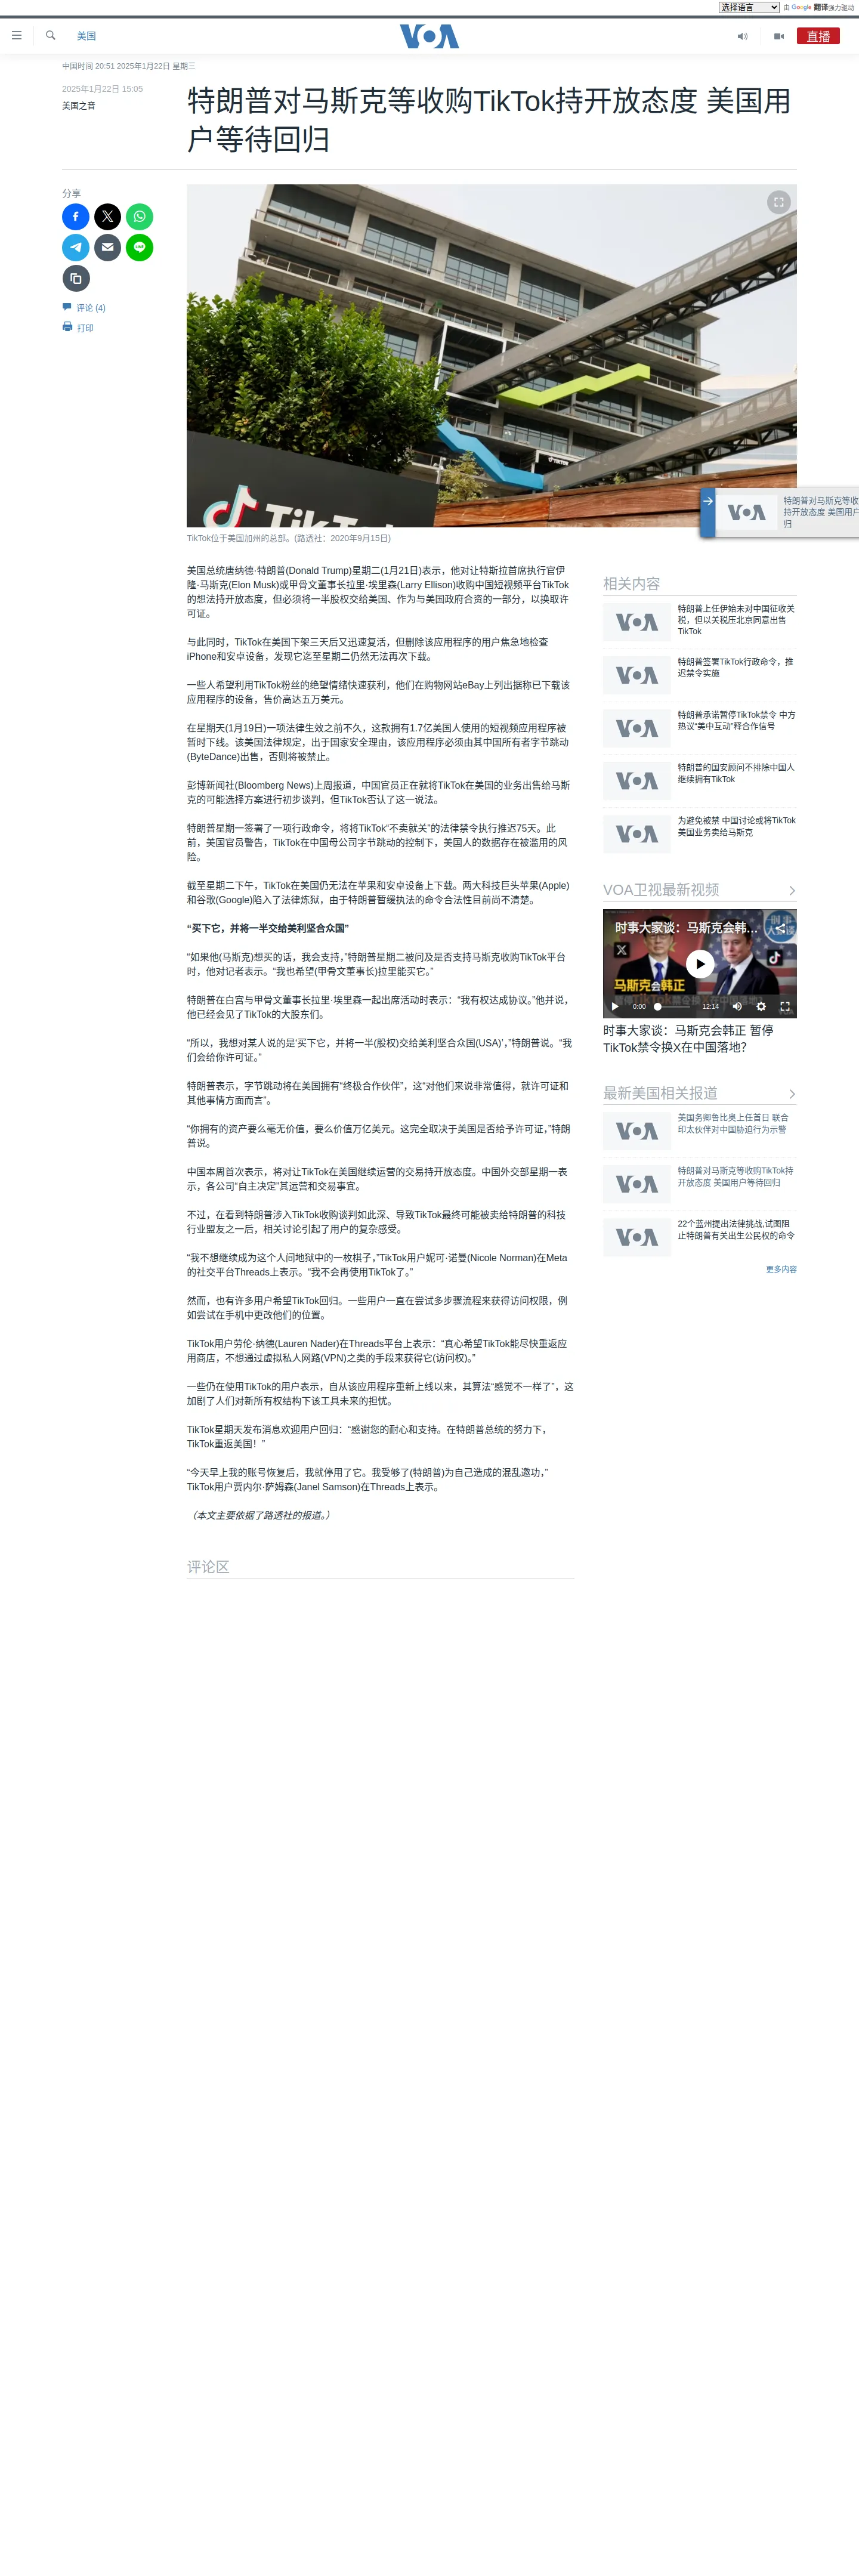 选择语言
由 Google 翻译强力驱动
美国
VOA
直播
中国时间 20:51 2025年1月22日 星期三
2025年1月22日 15:05
美国之音
特朗普对马斯克等收购TikTok持开放态度 美国用
户等待回归
分享
评论 (4)
打印
TikTok
TikTok位于美国加州的总部。(路透社：2020年9月15日)
VOA
特朗普对马斯克等收
持开放态度 美国用户
归
美国总统唐纳德·特朗普(Donald Trump)星期二(1月21日)表示，他对让特斯拉首席执行官伊
隆·马斯克(Elon Musk)或甲骨文董事长拉里·埃里森(Larry Ellison)收购中国短视频平台TikTok
的想法持开放态度，但必须将一半股权交给美国、作为与美国政府合资的一部分，以换取许
可证。
与此同时，TikTok在美国下架三天后又迅速复活，但删除该应用程序的用户焦急地检查
iPhone和安卓设备，发现它迄至星期二仍然无法再次下载。
一些人希望利用TikTok粉丝的绝望情绪快速获利，他们在购物网站eBay上列出据称已下载该
应用程序的设备，售价高达五万美元。
在星期天(1月19日)一项法律生效之前不久，这款拥有1.7亿美国人使用的短视频应用程序被
暂时下线。该美国法律规定，出于国家安全理由，该应用程序必须由其中国所有者字节跳动
(ByteDance)出售，否则将被禁止。
彭博新闻社(Bloomberg News)上周报道，中国官员正在就将TikTok在美国的业务出售给马斯
克的可能选择方案进行初步谈判，但TikTok否认了这一说法。
特朗普星期一签署了一项行政命令，将将TikTok“不卖就关”的法律禁令执行推迟75天。此
前，美国官员警告，TikTok在中国母公司字节跳动的控制下，美国人的数据存在被滥用的风
险。
截至星期二下午，TikTok在美国仍无法在苹果和安卓设备上下载。两大科技巨头苹果(Apple)
和谷歌(Google)陷入了法律炼狱，由于特朗普暂缓执法的命令合法性目前尚不清楚。
“买下它，并将一半交给美利坚合众国”
“如果他(马斯克)想买的话，我会支持，”特朗普星期二被问及是否支持马斯克收购TikTok平台
时，他对记者表示。“我也希望(甲骨文董事长)拉里能买它。”
特朗普在白宫与甲骨文董事长拉里·埃里森一起出席活动时表示：“我有权达成协议。”他并说，
他已经会见了TikTok的大股东们。
“所以，我想对某人说的是‘买下它，并将一半(股权)交给美利坚合众国(USA)’，”特朗普说。“我
们会给你许可证。”
特朗普表示，字节跳动将在美国拥有“终极合作伙伴”，这“对他们来说非常值得，就许可证和
其他事情方面而言”。
“你拥有的资产要么毫无价值，要么价值万亿美元。这完全取决于美国是否给予许可证，”特朗
普说。
中国本周首次表示，将对让TikTok在美国继续运营的交易持开放态度。中国外交部星期一表
示，各公司“自主决定”其运营和交易事宜。
不过，在看到特朗普涉入TikTok收购谈判如此深、导致TikTok最终可能被卖给特朗普的科技
行业盟友之一后，相关讨论引起了用户的复杂感受。
“我不想继续成为这个人间地狱中的一枚棋子，”TikTok用户妮可·诺曼(Nicole Norman)在Meta
的社交平台Threads上表示。“我不会再使用TikTok了。”
然而，也有许多用户希望TikTok回归。一些用户一直在尝试多步骤流程来获得访问权限，例
如尝试在手机中更改他们的位置。
TikTok用户劳伦·纳德(Lauren Nader)在Threads平台上表示：“真心希望TikTok能尽快重返应
用商店，不想通过虚拟私人网路(VPN)之类的手段来获得它(访问权)。”
一些仍在使用TikTok的用户表示，自从该应用程序重新上线以来，其算法“感觉不一样了”，这
加剧了人们对新所有权结构下该工具未来的担忧。
TikTok星期天发布消息欢迎用户回归：“感谢您的耐心和支持。在特朗普总统的努力下，
TikTok重返美国！”
“今天早上我的账号恢复后，我就停用了它。我受够了(特朗普)为自己造成的混乱邀功，”
TikTok用户贾内尔·萨姆森(Janel Samson)在Threads上表示。
（本文主要依据了路透社的报道。）
评论区
相关内容
VOA
特朗普上任伊始未对中国征收关
税，但以关税压北京同意出售
TikTok
VOA
特朗普签署TikTok行政命令，推
迟禁令实施
VOA
特朗普承诺暂停TikTok禁令 中方
热议“美中互动”释合作信号
VOA
特朗普的国安顾问不排除中国人
继续拥有TikTok
VOA
为避免被禁 中国讨论或将TikTok
美国业务卖给马斯克
VOA卫视最新视频
时事大家谈：马斯克会韩…
马斯克会韩正
0:00
12:14
时事大家谈：马斯克会韩正 暂停
TikTok禁令换X在中国落地？
最新美国相关报道
VOA
美国务卿鲁比奥上任首日 联合
印太伙伴对中国胁迫行为示警
VOA
特朗普对马斯克等收购TikTok持
开放态度 美国用户等待回归
VOA
22个蓝州提出法律挑战,试图阻
止特朗普有关出生公民权的命令
更多内容